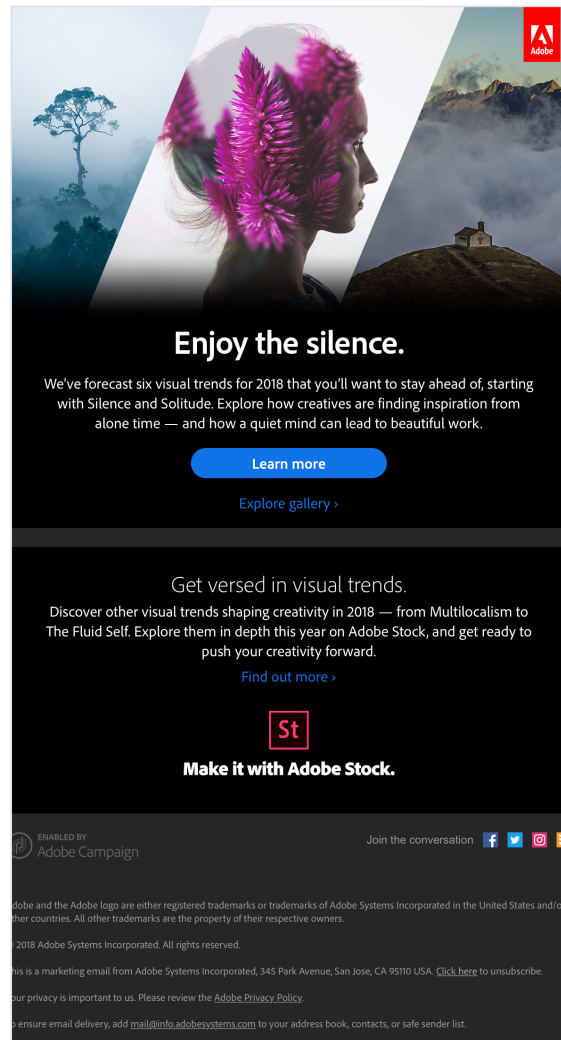 Adobe
Enjoy the silence.
We've forecast six visual trends for 2018 that you'll want to stay ahead of, starting
with Silence and Solitude. Explore how creatives are finding inspiration from
alone time — and how a quiet mind can lead to beautiful work.
Learn more
Explore gallery ›
Get versed in visual trends.
Discover other visual trends shaping creativity in 2018 — from Multilocalism to
The Fluid Self. Explore them in depth this year on Adobe Stock, and get ready to
push your creativity forward.
Find out more ›
St
Make it with Adobe Stock.
ENABLED BY
Adobe Campaign
Join the conversation
dobe and the Adobe logo are either registered trademarks or trademarks of Adobe Systems Incorporated in the United States and/o
ther countries. All other trademarks are the property of their respective owners.
2018 Adobe Systems Incorporated. All rights reserved.
his is a marketing email from Adobe Systems Incorporated, 345 Park Avenue, San Jose, CA 95110 USA. Click here to unsubscribe.
our privacy is important to us. Please review the Adobe Privacy Policy.
o ensure email delivery, add mail@info.adobesystems.com to your address book, contacts, or safe sender list.